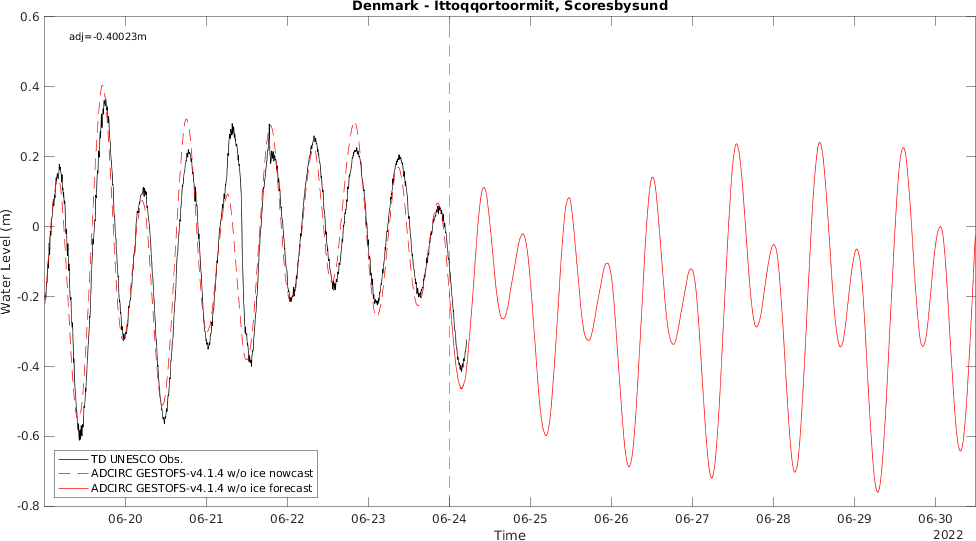 Denmark - Ittoqqortoormiit, Scoresbysund
adj=-0.40023m
0.6
0.4
0.2
0
-0.2
-0.4
-0.6
-0.8
Water Level (m)
TD UNESCO Obs.
ADCIRC GESTOFS-v4.1.4 w/o ice nowcast
ADCIRC GESTOFS-v4.1.4 w/o ice forecast
06-20 06-21 06-22 06-23 06-24 06-25 06-26 06-27 06-28 06-29 06-30
Time
2022